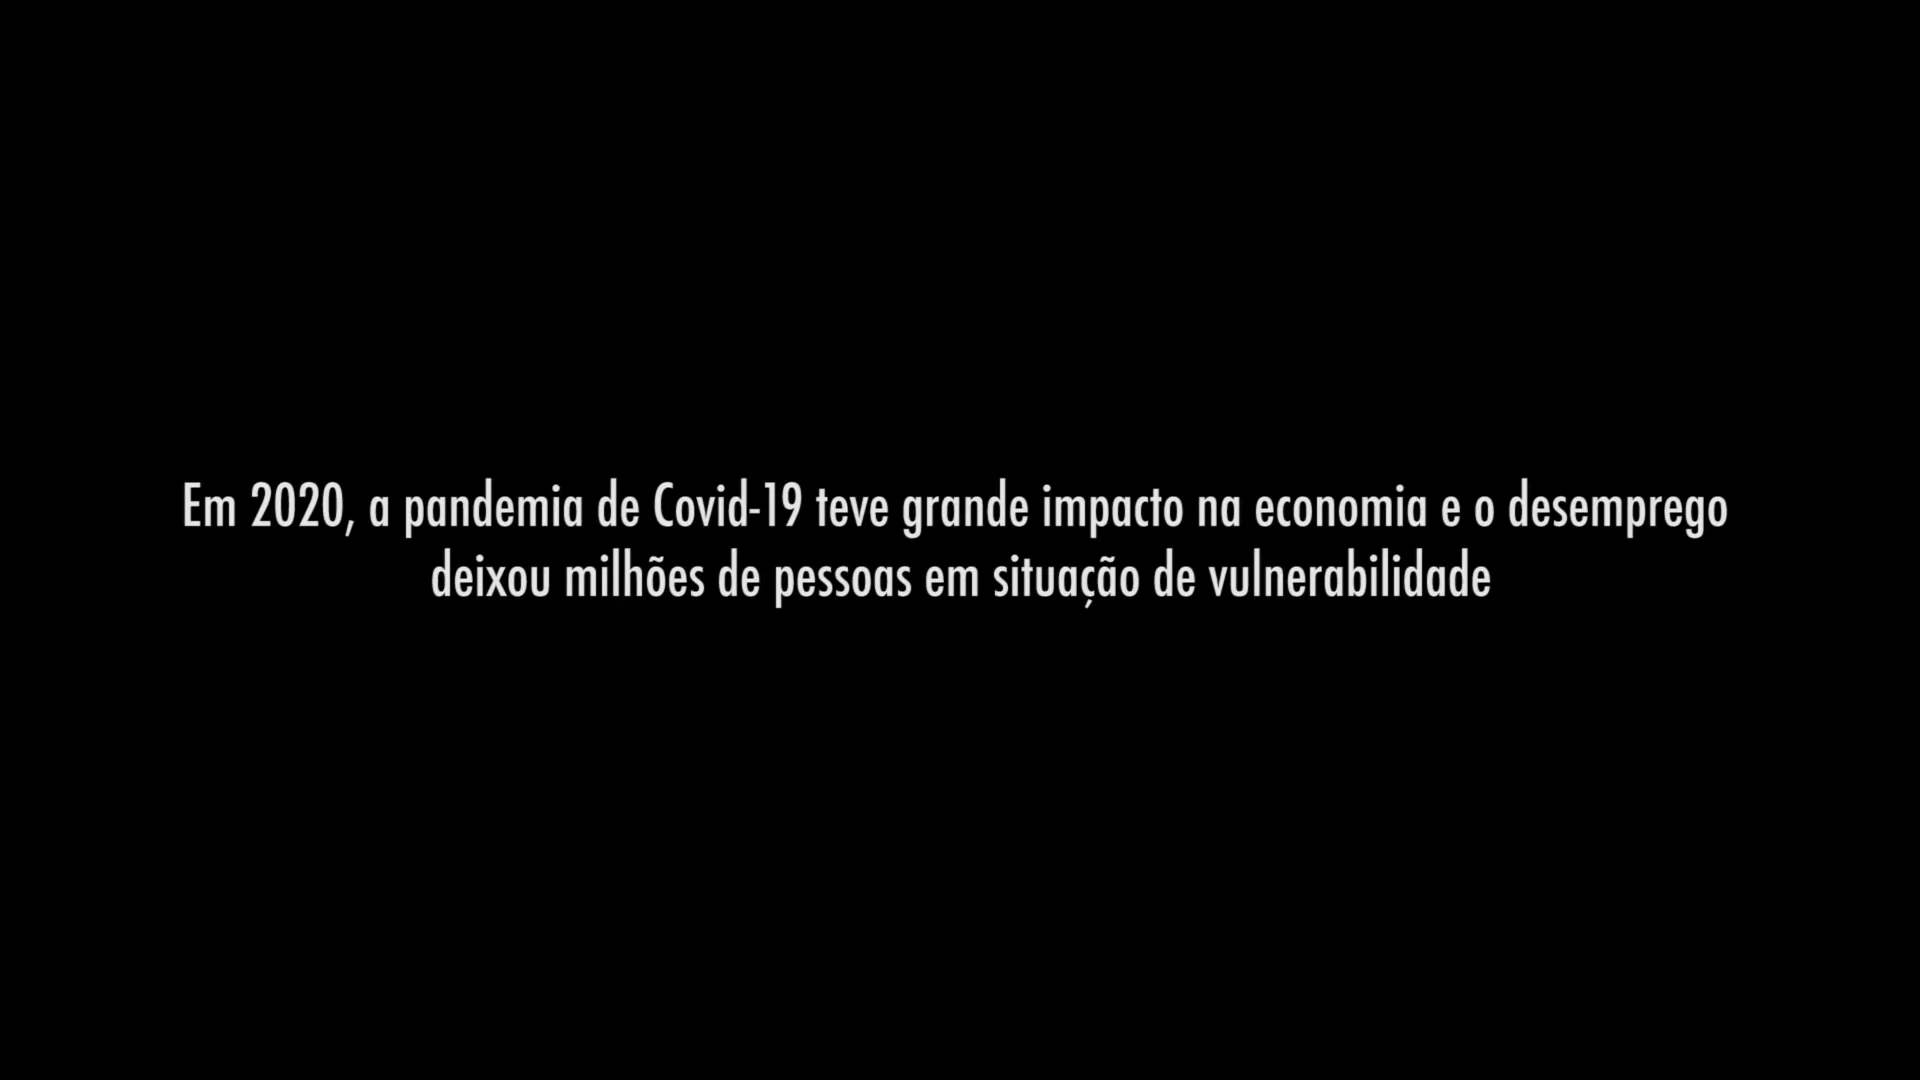 Em 2020, a pandemia de Covid-19 teve grande impacto na economia e o desemprego
deixou milhões de pessoas em situação de vulnerabilidade